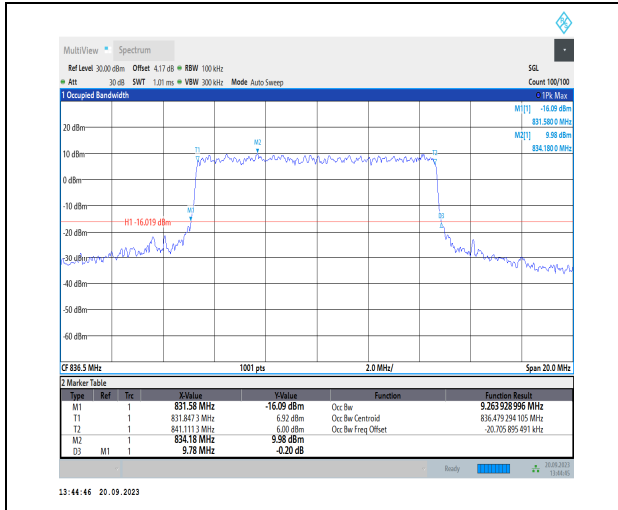 MultiView Spectrum
Ref Level 30.00 dBm Offset 4.17 dB RBW 100 kHz SGL
Att 30 dB SWT 1.01 ms VBW 300 kHz Mode Auto Sweep Count 100/100
1 Occupied Bandwidth 1Pk Max
M1[1] -16.09 dBm
831.580 0 MHz
M2[1] 9.98 dBm
834.180 0 MHz
20 dBm
10 dBm
0 dBm
-10 dBm
-20 dBm
-30 dBm
-40 dBm
-50 dBm
-60 dBm
T1
M2
T2
M1
D3
H1 -16.019 dBm
CF 836.5 MHz 1001 pts 2.0 MHz/ Span 20.0 MHz
2 Marker Table
Type Ref Trc X-Value Y-Value Function Function Result
M1 1 831.58 MHz -16.09 dBm Occ Bw 9.263 928 996 MHz
T1 1 831.847 3 MHz 6.92 dBm Occ Bw Centroid 836.479 294 105 MHz
T2 1 841.111 3 MHz 6.00 dBm Occ Bw Freq Offset -20.705 895 491 kHz
M2 1 834.18 MHz 9.98 dBm
D3 M1 1 9.78 MHz -0.20 dB
Ready 20.09.2023
13:44:45
13:44:46 20.09.2023